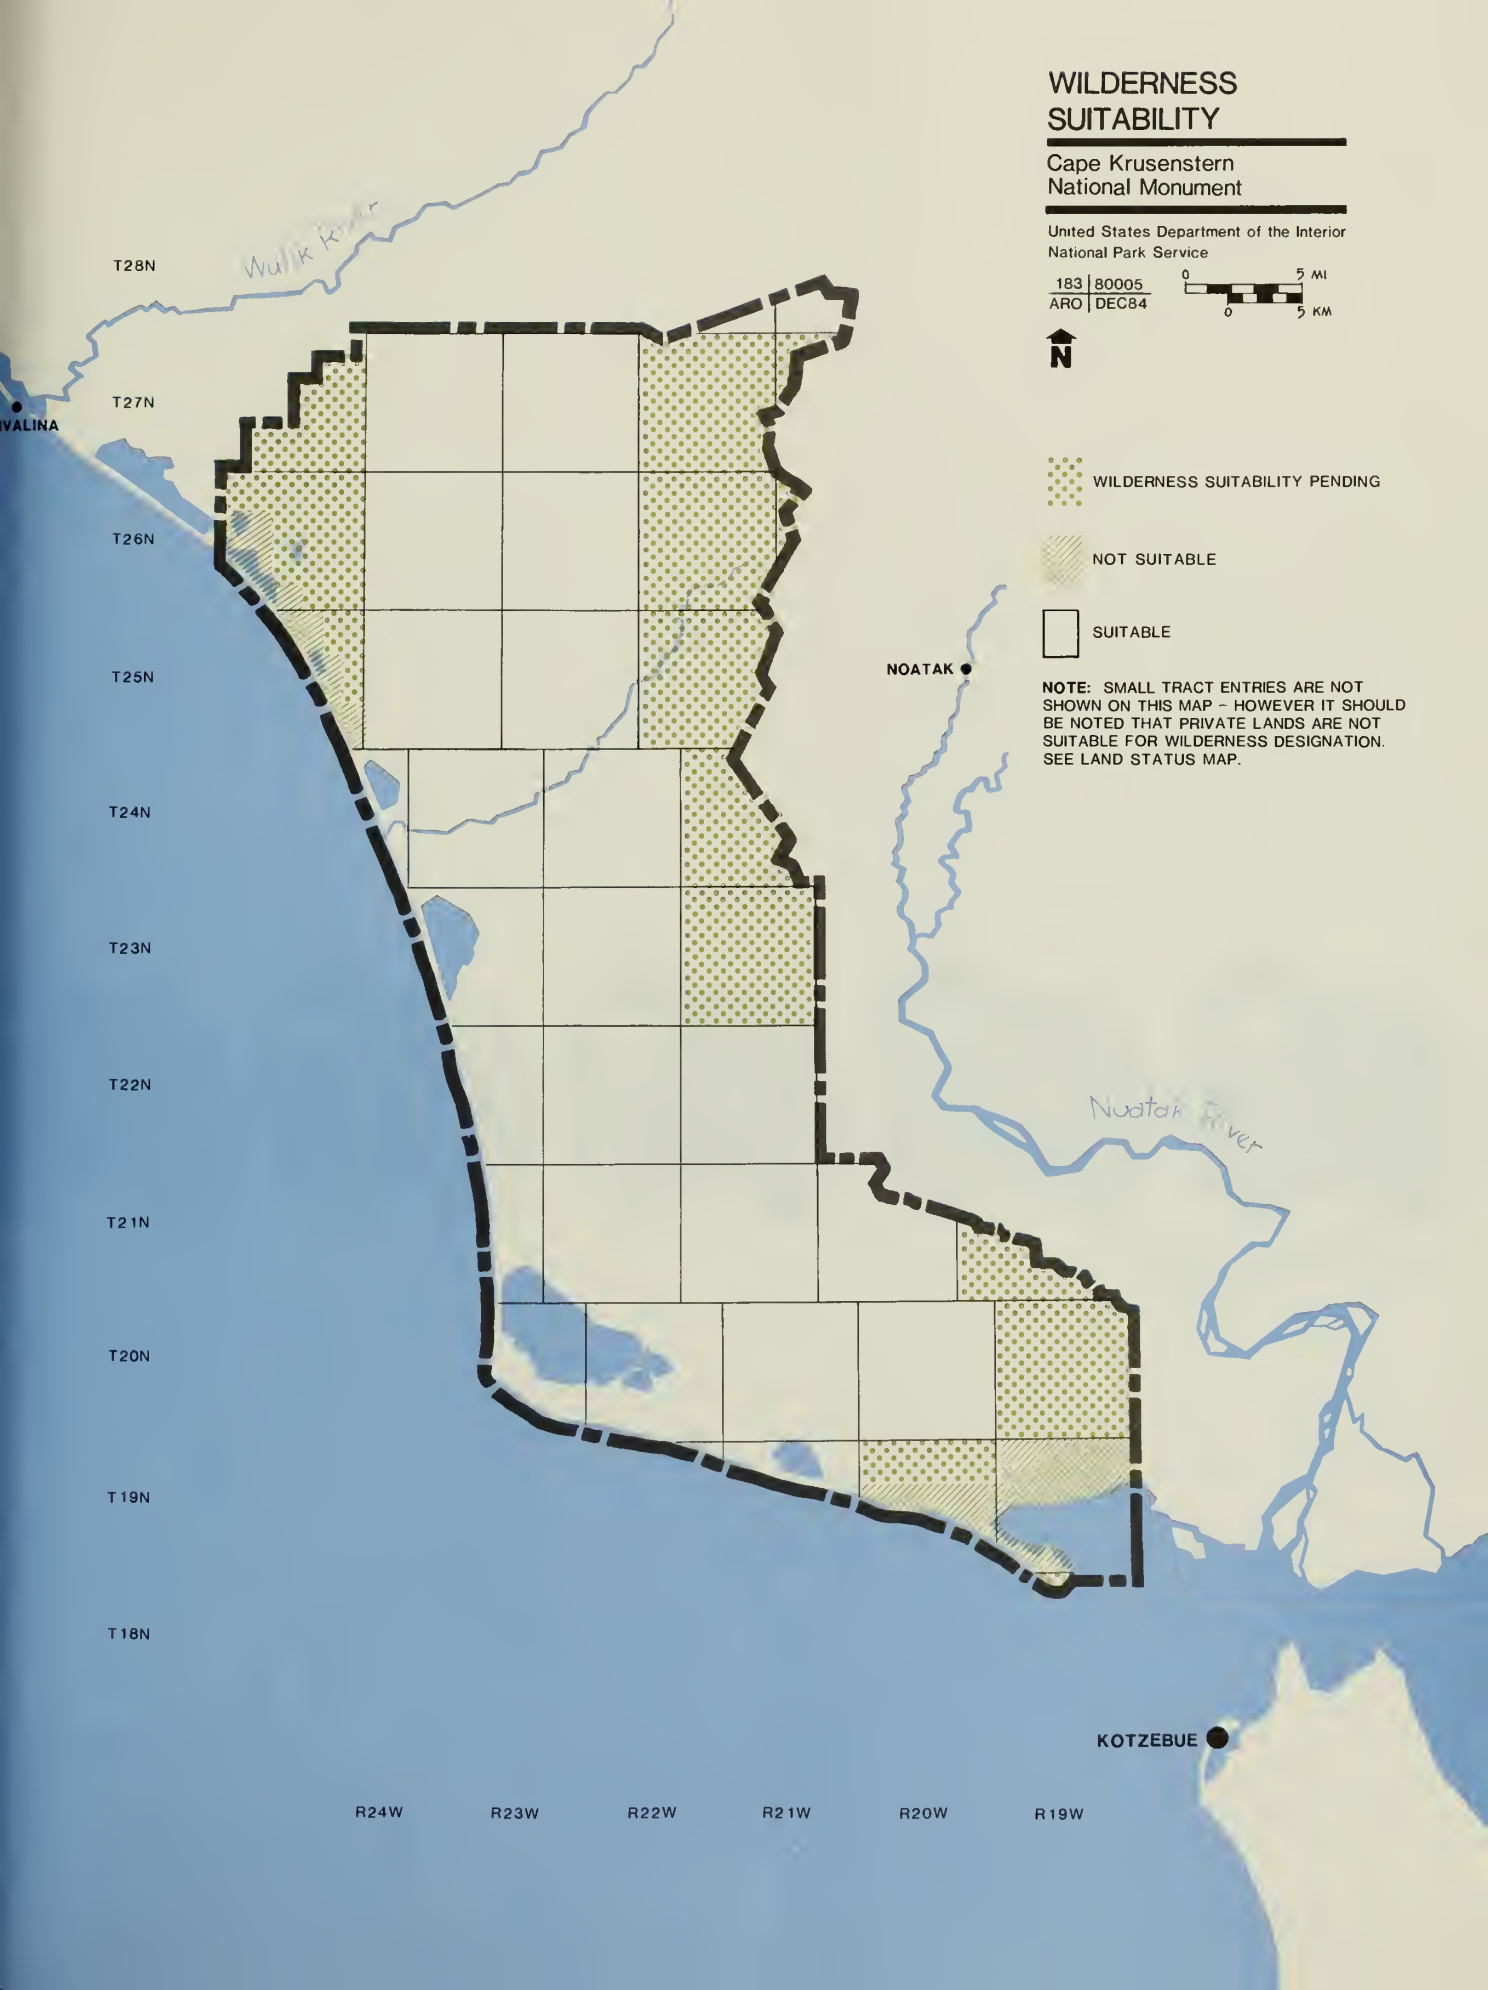 WILDERNESS
SUITABILITY
Cape Krusenstern
National Monument
United States Department of the Interior
National Park Service
183 80005
ARO DEC84
0 5 MI
0 5 KM
N
WILDERNESS SUITABILITY PENDING
NOT SUITABLE
SUITABLE
NOTE: SMALL TRACT ENTRIES ARE NOT
SHOWN ON THIS MAP – HOWEVER IT SHOULD
BE NOTED THAT PRIVATE LANDS ARE NOT
SUITABLE FOR WILDERNESS DESIGNATION.
SEE LAND STATUS MAP.
Wulik River
T28N
T27N
IVALINA
T26N
T25N
NOATAK
T24N
T23N
T22N
Noatak River
T21N
T20N
T19N
T18N
KOTZEBUE
R24W R23W R22W R21W R20W R19W